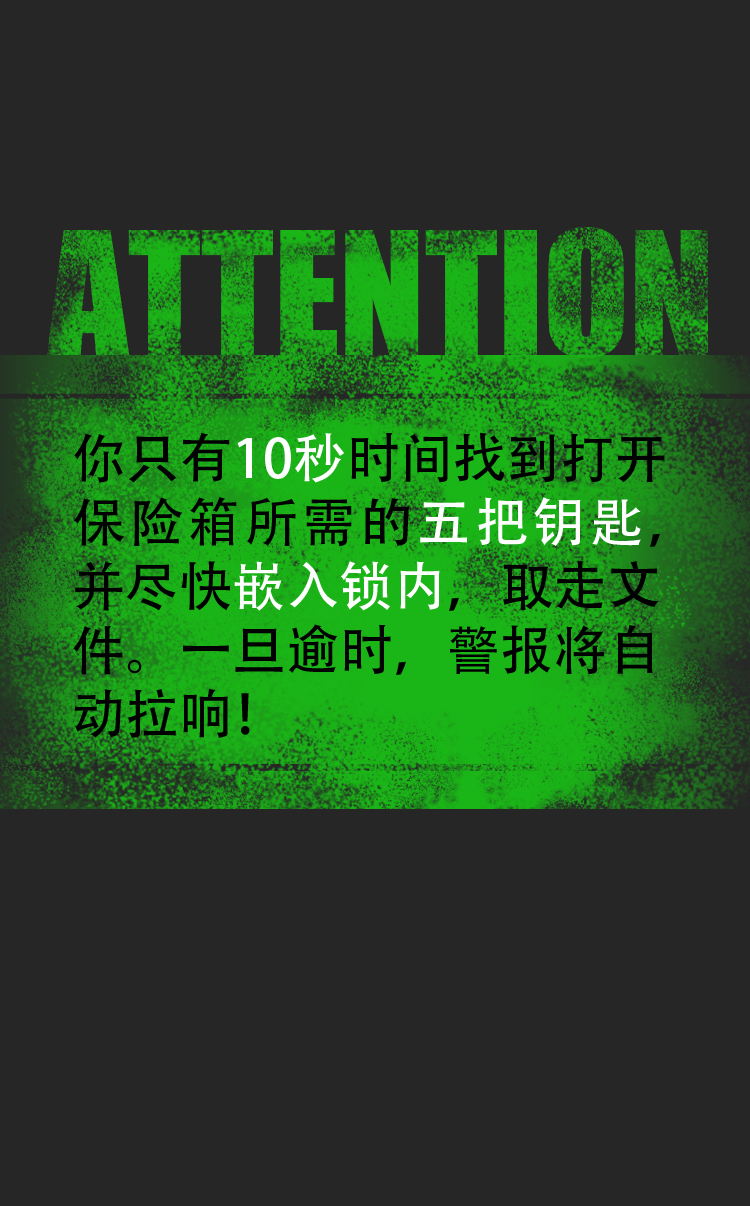 ATTENTION
你只有10秒时间找到打开
保险箱所需的五把钥匙，
并尽快嵌入锁内，取走文
件。一旦逾时，警报将自
动拉响！